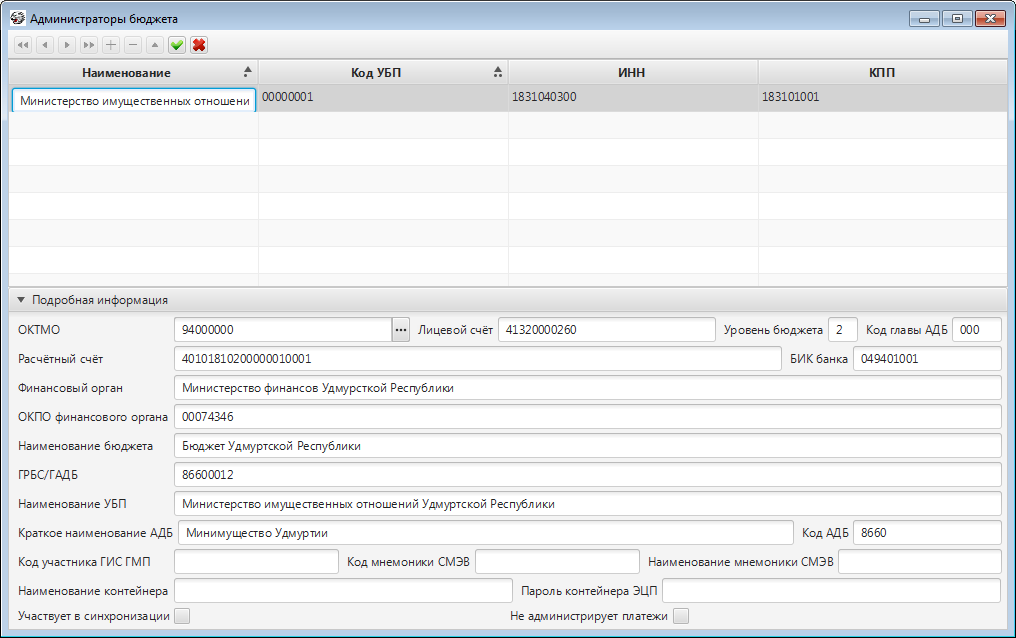 Администраторы бюджета
Наименование Код УБП ИНН КПП
Министерство имущественных отношени 00000001 1831040300 183101001
Подробная информация
ОКТМО 94000000 ... Лицевой счёт 41320000260 Уровень бюджета 2 Код главы АДБ 000
Расчётный счёт 40101810200000010001 БИК банка 049401001
Финансовый орган Министерство финансов Удмурсткой Республики
ОКПО финансового органа 00074346
Наименование бюджета Бюджет Удмуртской Республики
ГРБС/ГАДБ 86600012
Наименование УБП Министерство имущественных отношений Удмуртской Республики
Краткое наименование АДБ Минимущество Удмуртии Код АДБ 8660
Код участника ГИС ГМП Код мнемоники СМЭВ Наименование мнемоники СМЭВ
Наименование контейнера Пароль контейнера ЭЦП
Участвует в синхронизации Не администрирует платежи